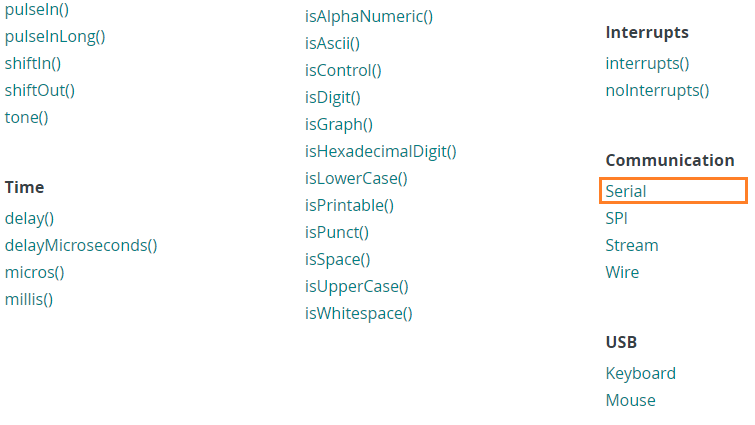 pulseIn()
pulseInLong()
shiftIn()
shiftOut()
tone()
Time
delay()
delayMicroseconds()
micros()
millis()
isAlphaNumeric()
isAscii()
isControl()
isDigit()
isGraph()
isHexadecimalDigit()
isLowerCase()
isPrintable()
isPunct()
isSpace()
isUpperCase()
isWhitespace()
Interrupts
interrupts()
noInterrupts()
Communication
Serial
SPI
Stream
Wire
USB
Keyboard
Mouse